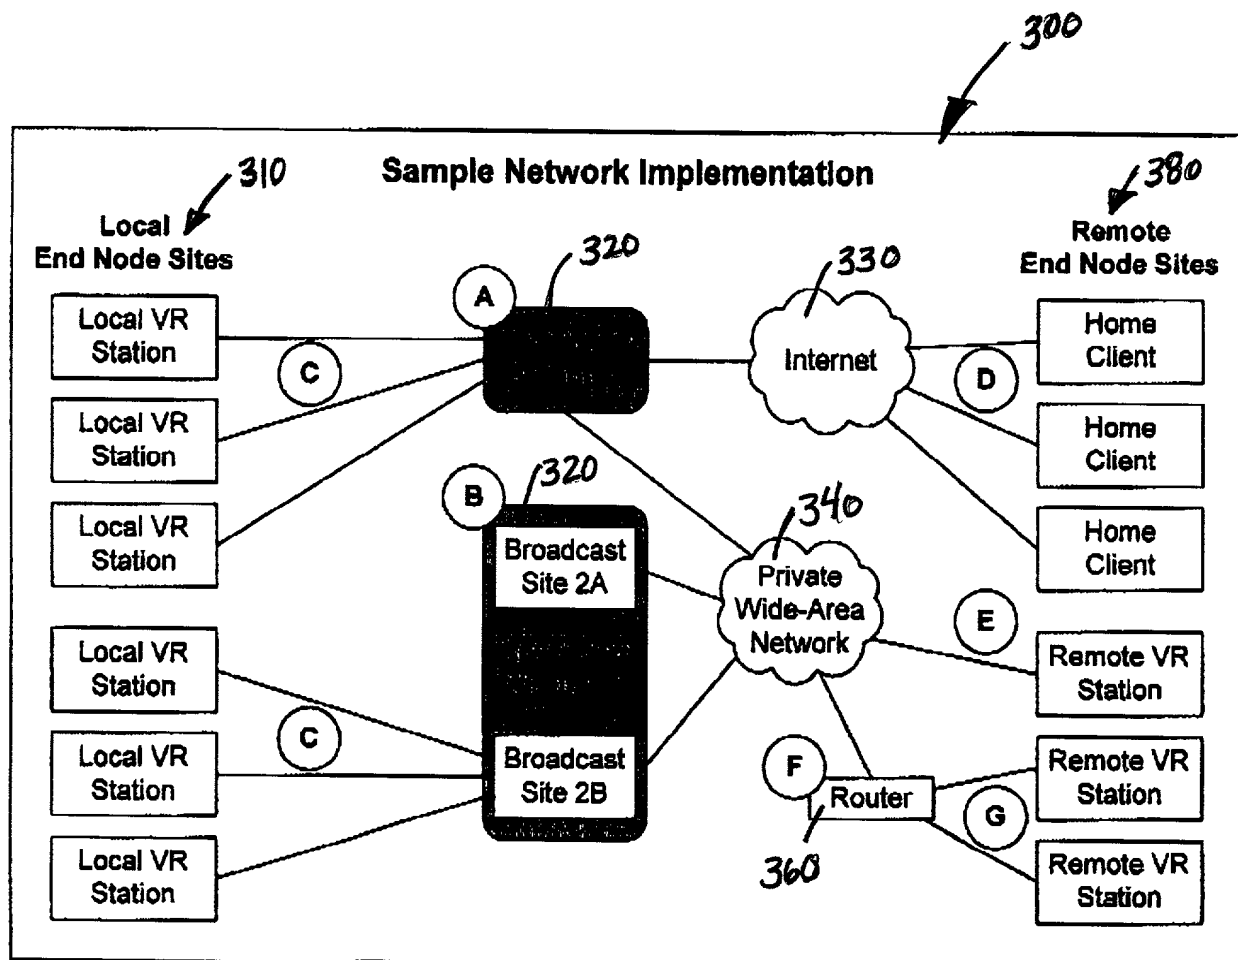 300
Sample Network Implementation
310
380
Local
End Node Sites
Remote
End Node Sites
320
330
A
Local VR
Station
C
Local VR
Station
Local VR
Station
Internet
D
Home
Client
Home
Client
Home
Client
B
320
Broadcast
Site 2A
340
Private
Wide-Area
Network
E
Local VR
Station
C
Local VR
Station
Local VR
Station
Broadcast
Site 2B
F
Router
360
G
Remote VR
Station
Remote VR
Station
Remote VR
Station